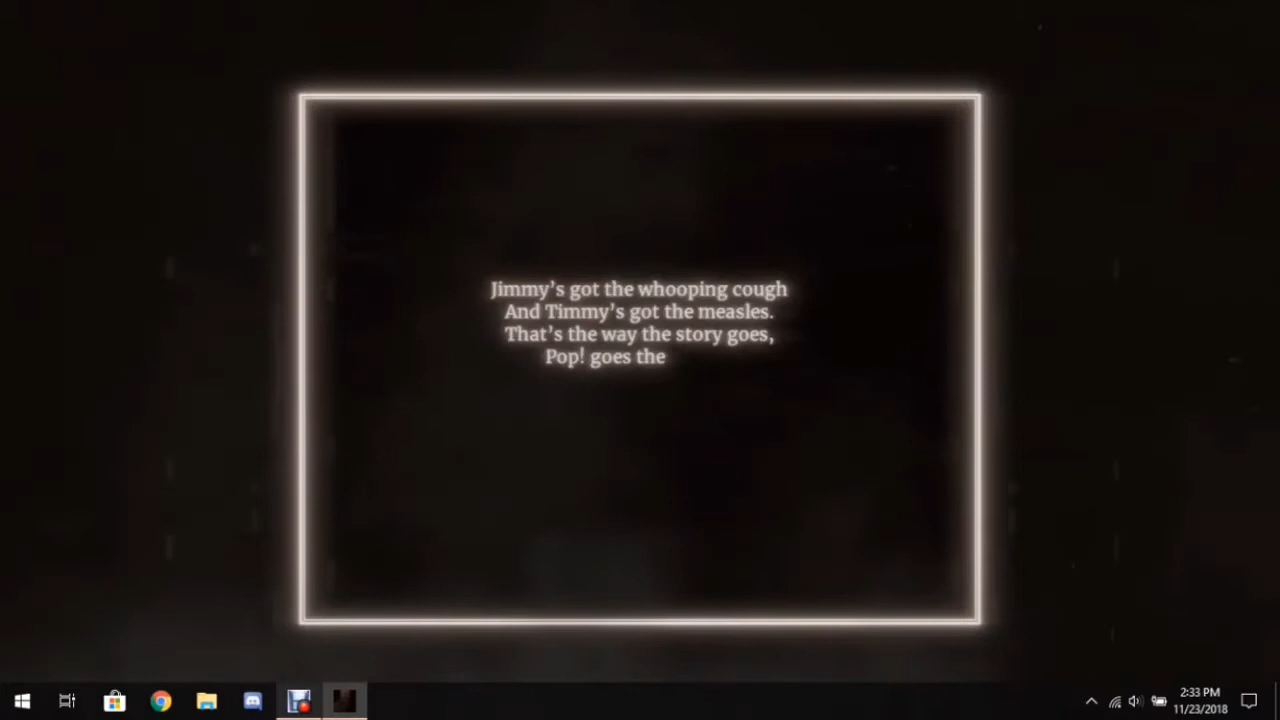 Jimmy’s got the whooping cough
And Timmy’s got the measles.
That’s the way the story goes,
Pop! goes the
2:33 PM
11/23/2018